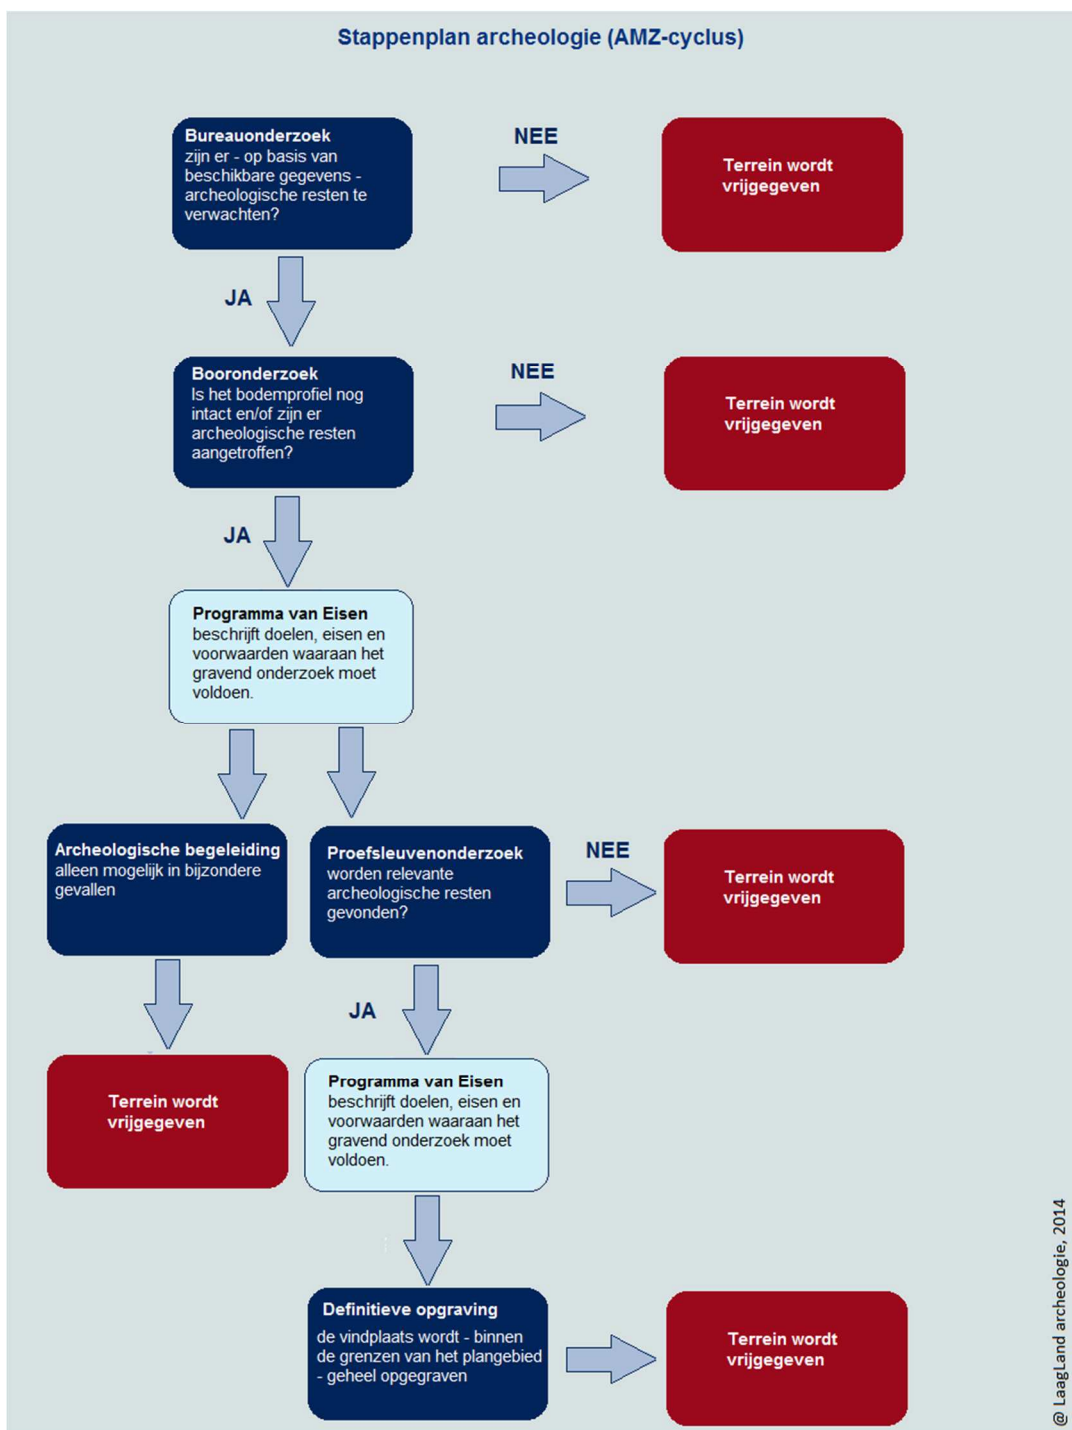 Stappenplan archeologie (AMZ-cyclus)
Bureauonderzoek
zijn er - op basis van
beschikbare gegevens -
archeologische resten te
verwachten?
NEE
Terrein wordt
vrijgegeven
JA
Booronderzoek
Is het bodemprofiel nog
intact en/of zijn er
archeologische resten
aangetroffen?
NEE
Terrein wordt
vrijgegeven
JA
Programma van Eisen
beschrijft doelen, eisen en
voorwaarden waaraan het
gravend onderzoek moet
voldoen.
Archeologische begeleiding
alleen mogelijk in bijzondere
gevallen
Proefsleuvenonderzoek
worden relevante
archeologische resten
gevonden?
NEE
Terrein wordt
vrijgegeven
JA
Terrein wordt
vrijgegeven
Programma van Eisen
beschrijft doelen, eisen en
voorwaarden waaraan het
gravend onderzoek moet
voldoen.
Definitieve opgraving
de vindplaats wordt - binnen
de grenzen van het plangebied
- geheel opgegraven
Terrein wordt
vrijgegeven
@ LaagLand archeologie, 2014